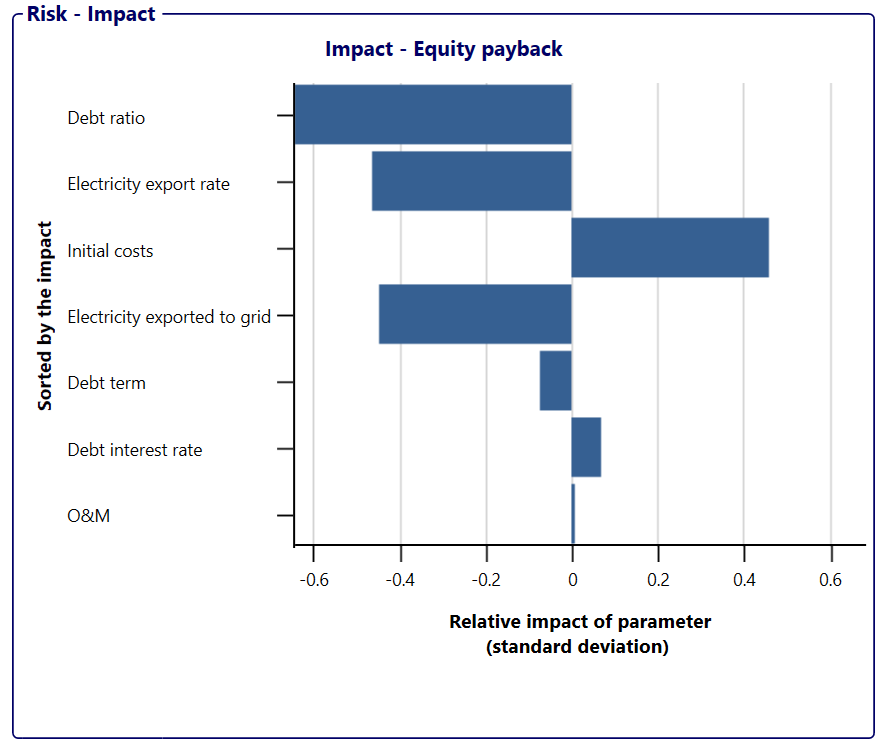 Risk - Impact
Impact - Equity payback
Debt ratio
Electricity export rate
Initial costs
Electricity exported to grid
Debt term
Debt interest rate
O&M
Sorted by the impact
-0.6 -0.4 -0.2 0 0.2 0.4 0.6
Relative impact of parameter
(standard deviation)